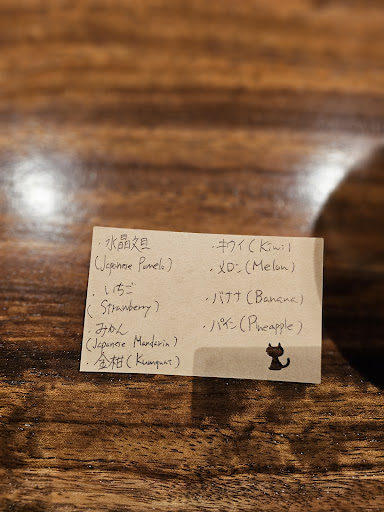 ・水晶文旦
(Japanese Pomelo)
・いちご
(Strawberry)
・みかん
(Japanese Mandarin)
・金柑(Kumquat)
・キウイ(Kiwi)
・メロン(Melon)
・バナナ(Banana)
・パイン(Pineapple)